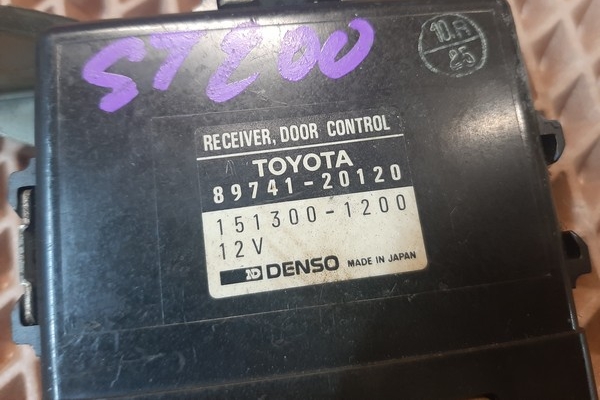 ST200
10.A
25
RECEIVER, DOOR CONTROL
TOYOTA
89741-20120
151300-1200
12V
DENSO MADE IN JAPAN